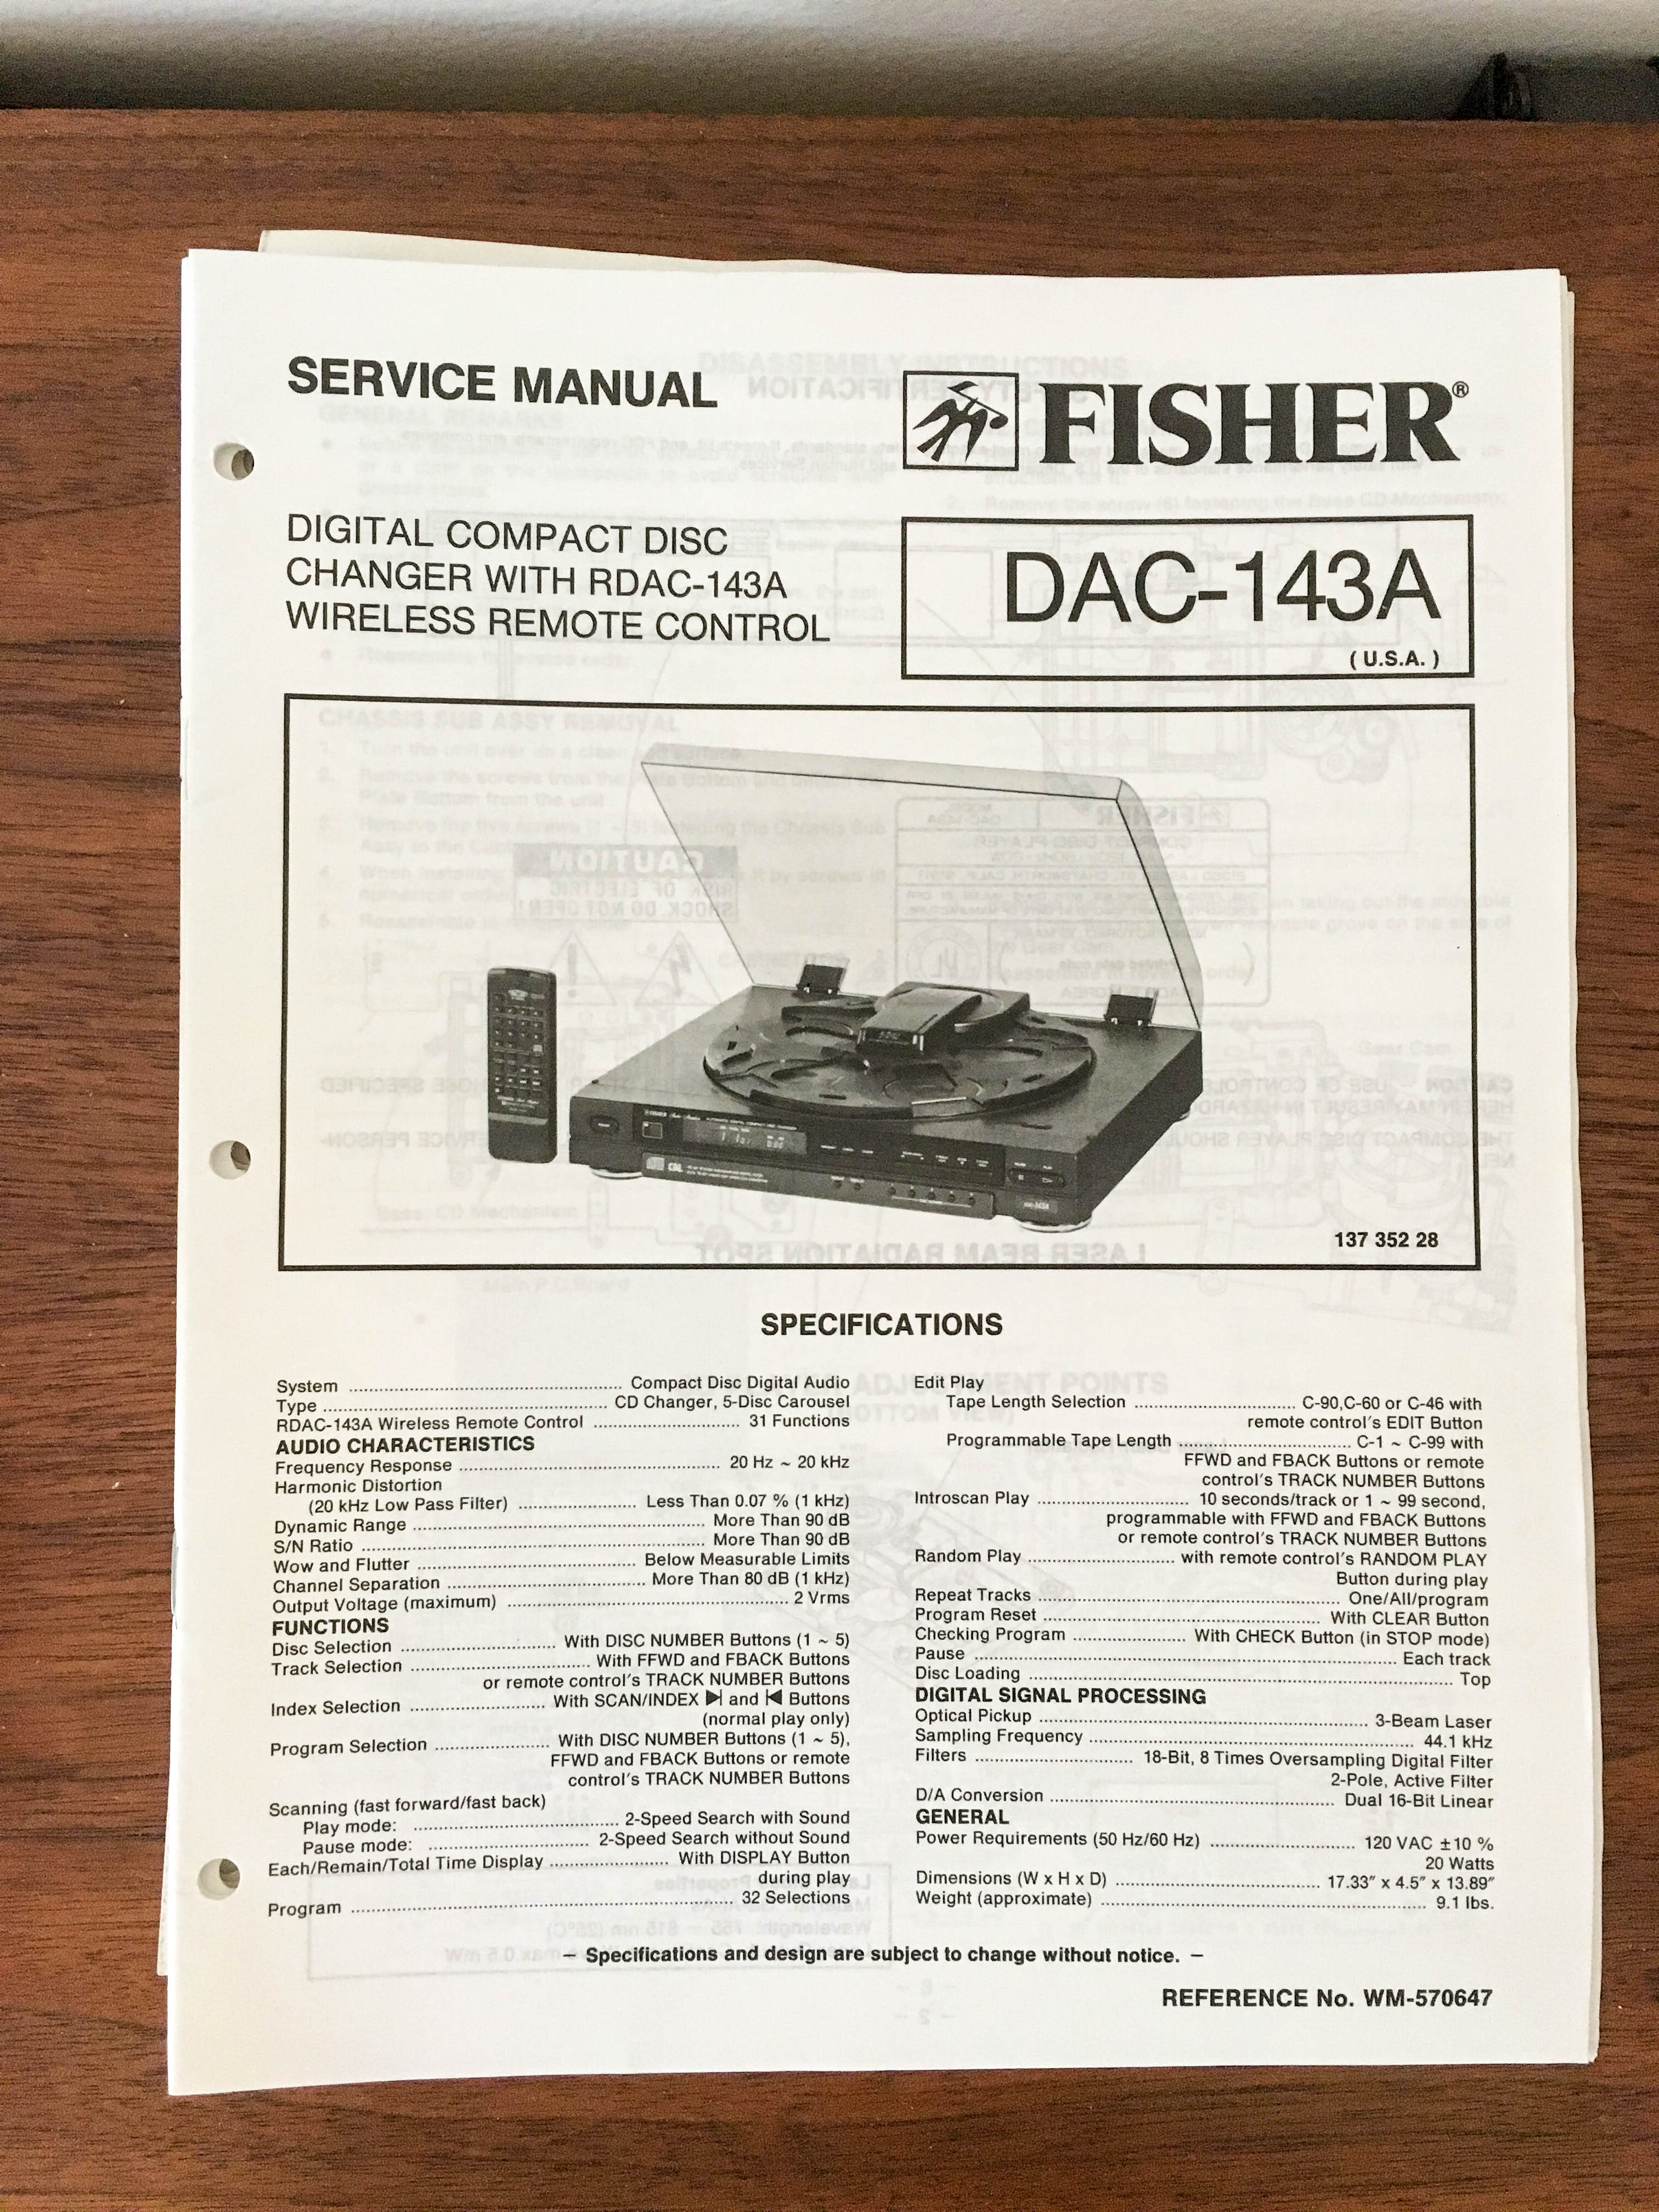 SERVICE MANUAL
FISHER®
DIGITAL COMPACT DISC
CHANGER WITH RDAC-143A
WIRELESS REMOTE CONTROL
DAC-143A
( U.S.A. )
137 352 28
SPECIFICATIONS
System ........ Compact Disc Digital Audio
Type ........ CD Changer, 5-Disc Carousel
RDAC-143A Wireless Remote Control ........ 31 Functions
AUDIO CHARACTERISTICS
Frequency Response ........ 20 Hz ~ 20 kHz
Harmonic Distortion
(20 kHz Low Pass Filter) ........ Less Than 0.07 % (1 kHz)
Dynamic Range ........ More Than 90 dB
S/N Ratio ........ More Than 90 dB
Wow and Flutter ........ Below Measurable Limits
Channel Separation ........ More Than 80 dB (1 kHz)
Output Voltage (maximum) ........ 2 Vrms
FUNCTIONS
Disc Selection ........ With DISC NUMBER Buttons (1 ~ 5)
Track Selection ........ With FFWD and FBACK Buttons
or remote control's TRACK NUMBER Buttons
Index Selection ........ With SCAN/INDEX ▶| and |◀ Buttons
(normal play only)
Program Selection ........ With DISC NUMBER Buttons (1 ~ 5),
FFWD and FBACK Buttons or remote
control's TRACK NUMBER Buttons
Scanning (fast forward/fast back)
Play mode: ........ 2-Speed Search with Sound
Pause mode: ........ 2-Speed Search without Sound
Each/Remain/Total Time Display ........ With DISPLAY Button
during play
Program ........ 32 Selections
Edit Play
Tape Length Selection ........ C-90,C-60 or C-46 with
remote control's EDIT Button
Programmable Tape Length ........ C-1 ~ C-99 with
FFWD and FBACK Buttons or remote
control's TRACK NUMBER Buttons
Introscan Play ........ 10 seconds/track or 1 ~ 99 second,
programmable with FFWD and FBACK Buttons
or remote control's TRACK NUMBER Buttons
Random Play ........ with remote control's RANDOM PLAY
Button during play
Repeat Tracks ........ One/All/program
Program Reset ........ With CLEAR Button
Checking Program ........ With CHECK Button (in STOP mode)
Pause ........ Each track
Disc Loading ........ Top
DIGITAL SIGNAL PROCESSING
Optical Pickup ........ 3-Beam Laser
Sampling Frequency ........ 44.1 kHz
Filters ........ 18-Bit, 8 Times Oversampling Digital Filter
2-Pole, Active Filter
D/A Conversion ........ Dual 16-Bit Linear
GENERAL
Power Requirements (50 Hz/60 Hz) ........ 120 VAC ±10 %
20 Watts
Dimensions (W x H x D) ........ 17.33" x 4.5" x 13.89"
Weight (approximate) ........ 9.1 lbs.
– Specifications and design are subject to change without notice. –
REFERENCE No. WM-570647